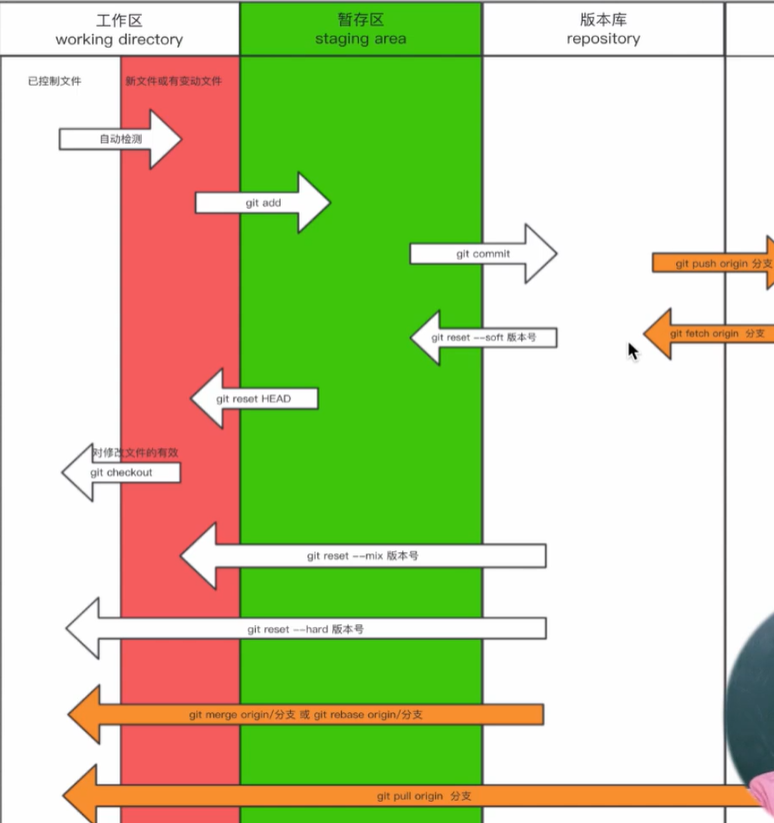 工作区
working directory
暂存区
staging area
版本库
repository
已控制文件
新文件或有变动文件
自动检测
git add
git commit
git push origin 分支
git reset --soft 版本号
git fetch origin 分支
git reset HEAD
对修改文件的有效
git checkout
git reset --mix 版本号
git reset --hard 版本号
git merge origin/分支 或 git rebase origin/分支
git pull origin 分支